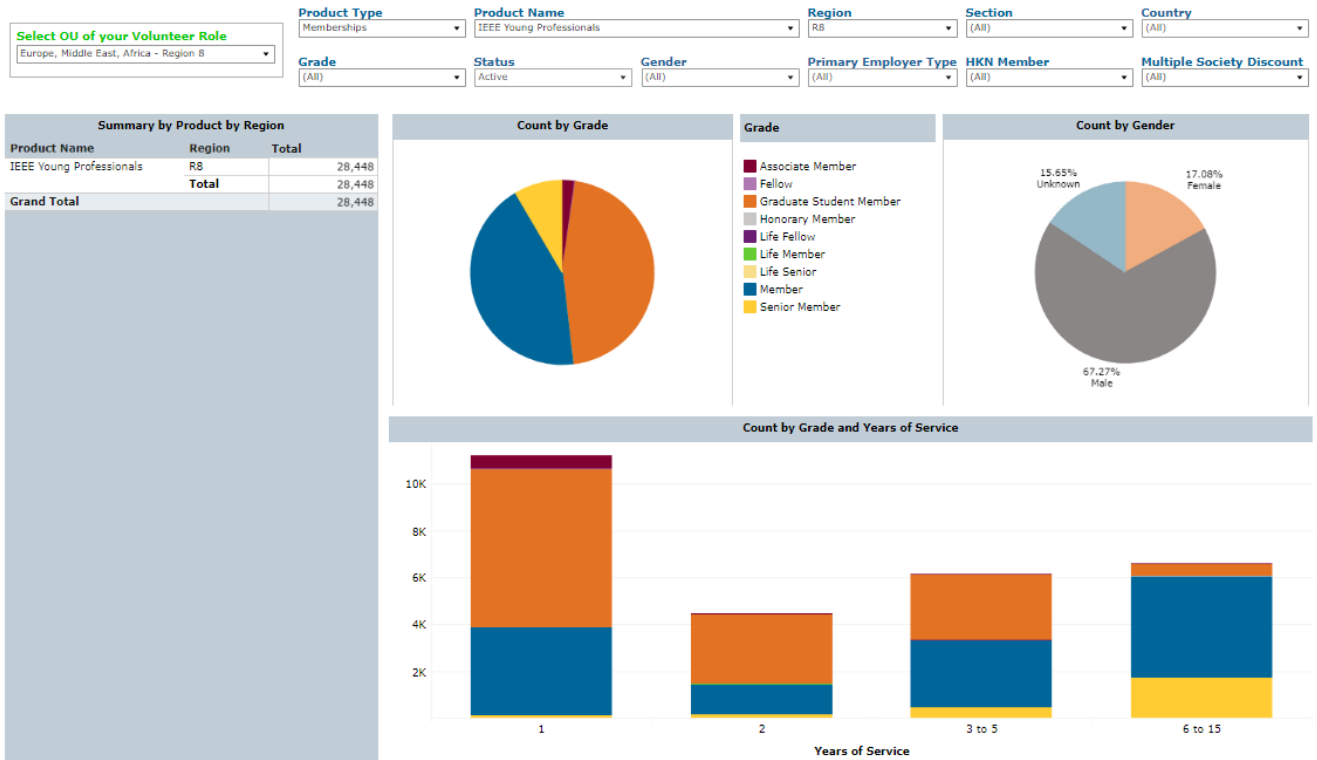 Select OU of your Volunteer Role
Europe, Middle East, Africa - Region 8
Product Type
Memberships
Product Name
IEEE Young Professionals
Region
R8
Section
(All)
Country
(All)
Grade
(All)
Status
Active
Gender
(All)
Primary Employer Type
(All)
HKN Member
(All)
Multiple Society Discount
(All)
Summary by Product by Region
Product Name Region Total
IEEE Young Professionals R8 28,448
Total 28,448
Grand Total 28,448
Count by Grade
Grade
Associate Member
Fellow
Graduate Student Member
Honorary Member
Life Fellow
Life Member
Life Senior
Member
Senior Member
Count by Gender
15.65%
Unknown
17.08%
Female
67.27%
Male
Count by Grade and Years of Service
10K
8K
6K
4K
2K
1 2 3 to 5 6 to 15
Years of Service